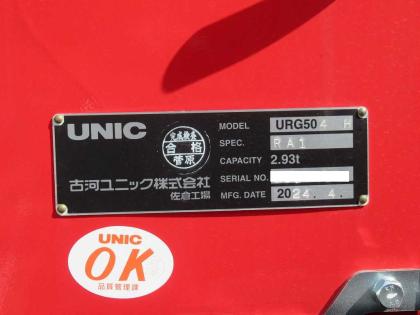 UNIC
完成検査
合格
菅原
古河ユニック株式会社
佐倉工場
MODEL URG504 H
SPEC. RA1
CAPACITY 2.93t
SERIAL NO.
MFG. DATE 2024. 4.
UNIC
OK
品質管理課